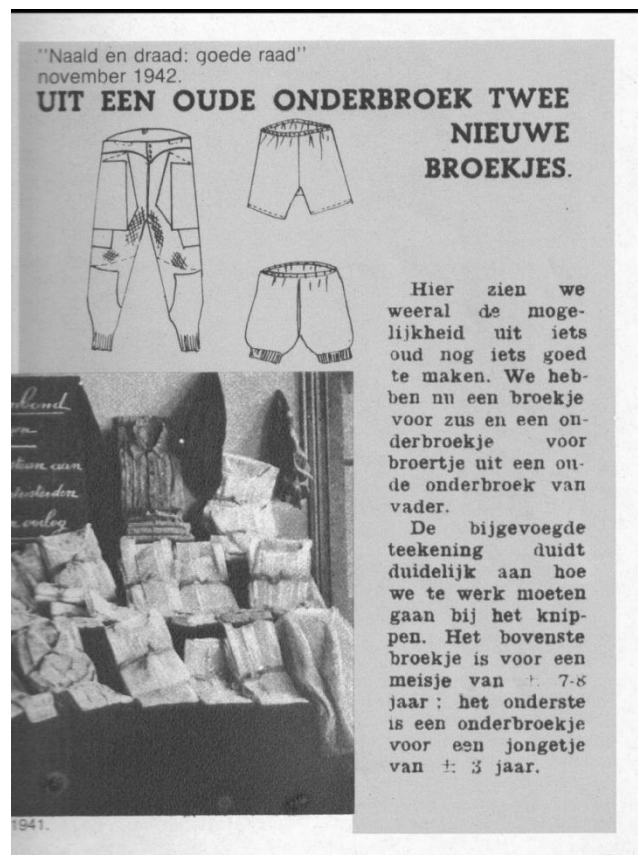 "Naald en draad: goede raad"
november 1942.
UIT EEN OUDE ONDERBROEK TWEE
NIEUWE
BROEKJES.
Hier zien we
weeral de moge-
lijkheid uit iets
oud nog iets goed
te maken. We heb-
ben nu een broekje
voor zus en een on-
derbroekje voor
broertje uit een ou-
de onderbroek van
vader.
De bijgevoegde
teekening duidt
duidelijk aan hoe
we te werk moeten
gaan bij het knip-
pen. Het bovenste
broekje is voor een
meisje van ± 7-8
jaar : het onderste
is een onderbroekje
voor een jongetje
van ± 3 jaar.
bond
aan
oorlog
1941.